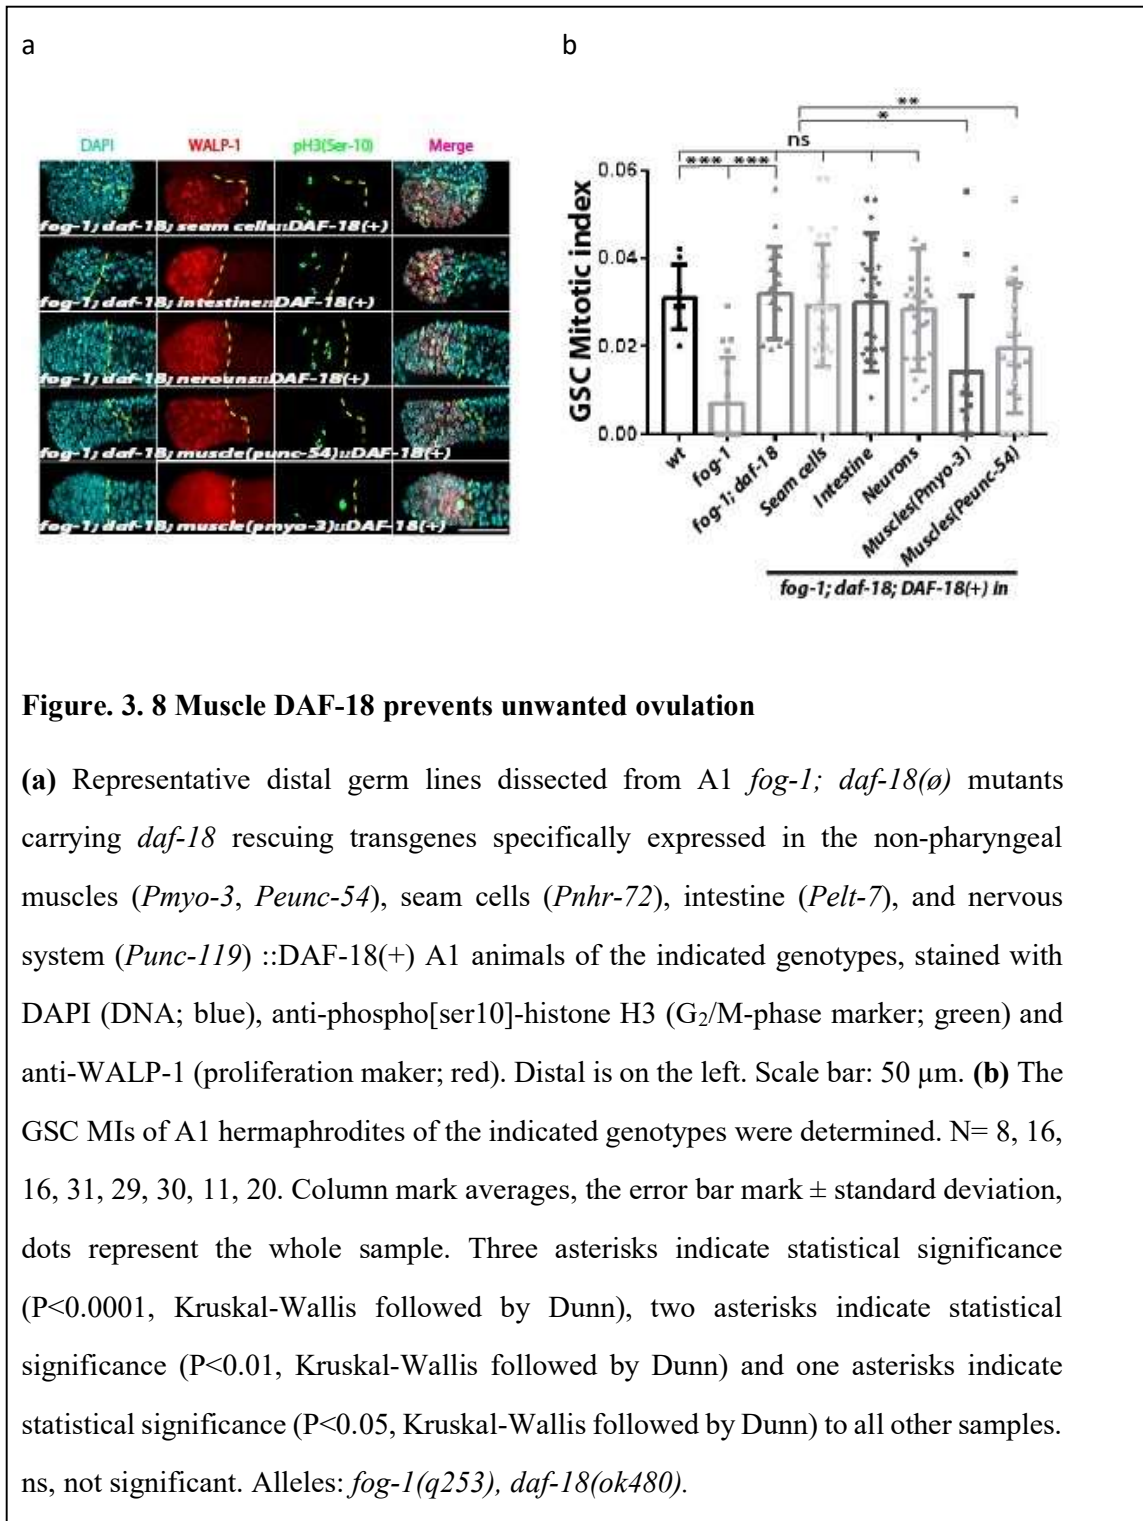 a
b
DAPI WALP-1 pH3(Ser-10) Merge
fog-1; daf-18; seam cells::DAF-18(+)
fog-1; daf-18; intestine::DAF-18(+)
fog-1; daf-18; nerouns::DAF-18(+)
fog-1; daf-18; muscle(punc-54)::DAF-18(+)
fog-1; daf-18; muscle(pmyo-3)::DAF-18(+)
GSC Mitotic index
0.06
0.04
0.02
0.00
**
*
ns
*** ***
wt
fog-1
fog-1; daf-18
Seam cells
Intestine
Neurons
Muscles(Pmyo-3)
Muscles(Peunc-54)
fog-1; daf-18; DAF-18(+) in
Figure. 3. 8 Muscle DAF-18 prevents unwanted ovulation
(a) Representative distal germ lines dissected from A1 fog-1; daf-18(ø) mutants
carrying daf-18 rescuing transgenes specifically expressed in the non-pharyngeal
muscles (Pmyo-3, Peunc-54), seam cells (Pnhr-72), intestine (Pelt-7), and nervous
system (Punc-119) ::DAF-18(+) A1 animals of the indicated genotypes, stained with
DAPI (DNA; blue), anti-phospho[ser10]-histone H3 (G₂/M-phase marker; green) and
anti-WALP-1 (proliferation maker; red). Distal is on the left. Scale bar: 50 µm. (b) The
GSC MIs of A1 hermaphrodites of the indicated genotypes were determined. N= 8, 16,
16, 31, 29, 30, 11, 20. Column mark averages, the error bar mark ± standard deviation,
dots represent the whole sample. Three asterisks indicate statistical significance
(P<0.0001, Kruskal-Wallis followed by Dunn), two asterisks indicate statistical
significance (P<0.01, Kruskal-Wallis followed by Dunn) and one asterisks indicate
statistical significance (P<0.05, Kruskal-Wallis followed by Dunn) to all other samples.
ns, not significant. Alleles: fog-1(q253), daf-18(ok480).